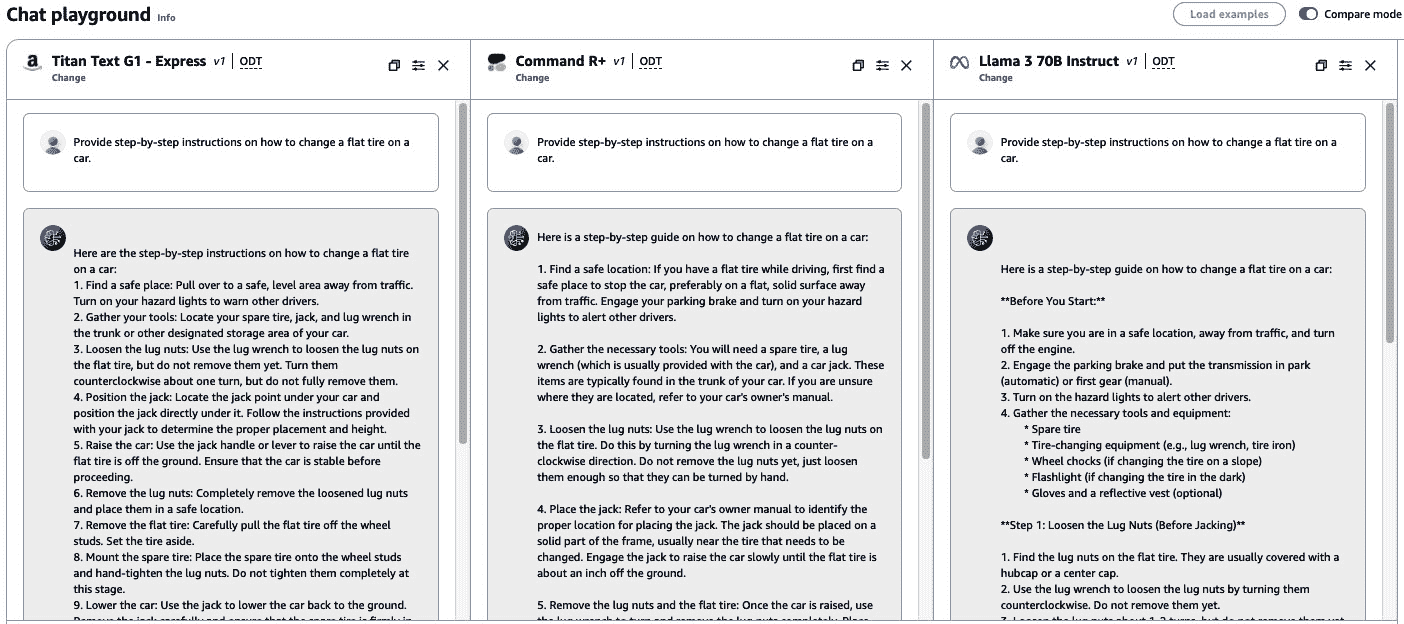 Chat playground Info
Load examples
Compare mode
Titan Text G1 - Express v1 | ODT
Change
Provide step-by-step instructions on how to change a flat tire on a
car.
Here are the step-by-step instructions on how to change a flat tire
on a car:
1. Find a safe place: Pull over to a safe, level area away from traffic.
Turn on your hazard lights to warn other drivers.
2. Gather your tools: Locate your spare tire, jack, and lug wrench in
the trunk or other designated storage area of your car.
3. Loosen the lug nuts: Use the lug wrench to loosen the lug nuts on
the flat tire, but do not remove them yet. Turn them
counterclockwise about one turn, but do not fully remove them.
4. Position the jack: Locate the jack point under your car and
position the jack directly under it. Follow the instructions provided
with your jack to determine the proper placement and height.
5. Raise the car: Use the jack handle or lever to raise the car until the
flat tire is off the ground. Ensure that the car is stable before
proceeding.
6. Remove the lug nuts: Completely remove the loosened lug nuts
and place them in a safe location.
7. Remove the flat tire: Carefully pull the flat tire off the wheel
studs. Set the tire aside.
8. Mount the spare tire: Place the spare tire onto the wheel studs
and hand-tighten the lug nuts. Do not tighten them completely at
this stage.
9. Lower the car: Use the jack to lower the car back to the ground.
Command R+ v1 | ODT
Change
Provide step-by-step instructions on how to change a flat tire on a
car.
Here is a step-by-step guide on how to change a flat tire on a car:
1. Find a safe location: If you have a flat tire while driving, first find a
safe place to stop the car, preferably on a flat, solid surface away
from traffic. Engage your parking brake and turn on your hazard
lights to alert other drivers.
2. Gather the necessary tools: You will need a spare tire, a lug
wrench (which is usually provided with the car), and a car jack. These
items are typically found in the trunk of your car. If you are unsure
where they are located, refer to your car's owner's manual.
3. Loosen the lug nuts: Use the lug wrench to loosen the lug nuts on
the flat tire. Do this by turning the lug wrench in a counter-
clockwise direction. Do not remove the lug nuts yet, just loosen
them enough so that they can be turned by hand.
4. Place the jack: Refer to your car's owner manual to identify the
proper location for placing the jack. The jack should be placed on a
solid part of the frame, usually near the tire that needs to be
changed. Engage the jack to raise the car slowly until the flat tire is
about an inch off the ground.
5. Remove the lug nuts and the flat tire: Once the car is raised, use
Llama 3 70B Instruct v1 | ODT
Change
Provide step-by-step instructions on how to change a flat tire on a
car.
Here is a step-by-step guide on how to change a flat tire on a car:
**Before You Start:**
1. Make sure you are in a safe location, away from traffic, and turn
off the engine.
2. Engage the parking brake and put the transmission in park
(automatic) or first gear (manual).
3. Turn on the hazard lights to alert other drivers.
4. Gather the necessary tools and equipment:
* Spare tire
* Tire-changing equipment (e.g., lug wrench, tire iron)
* Wheel chocks (if changing the tire on a slope)
* Flashlight (if changing the tire in the dark)
* Gloves and a reflective vest (optional)
**Step 1: Loosen the Lug Nuts (Before Jacking)**
1. Find the lug nuts on the flat tire. They are usually covered with a
hubcap or a center cap.
2. Use the lug wrench to loosen the lug nuts by turning them
counterclockwise. Do not remove them yet.